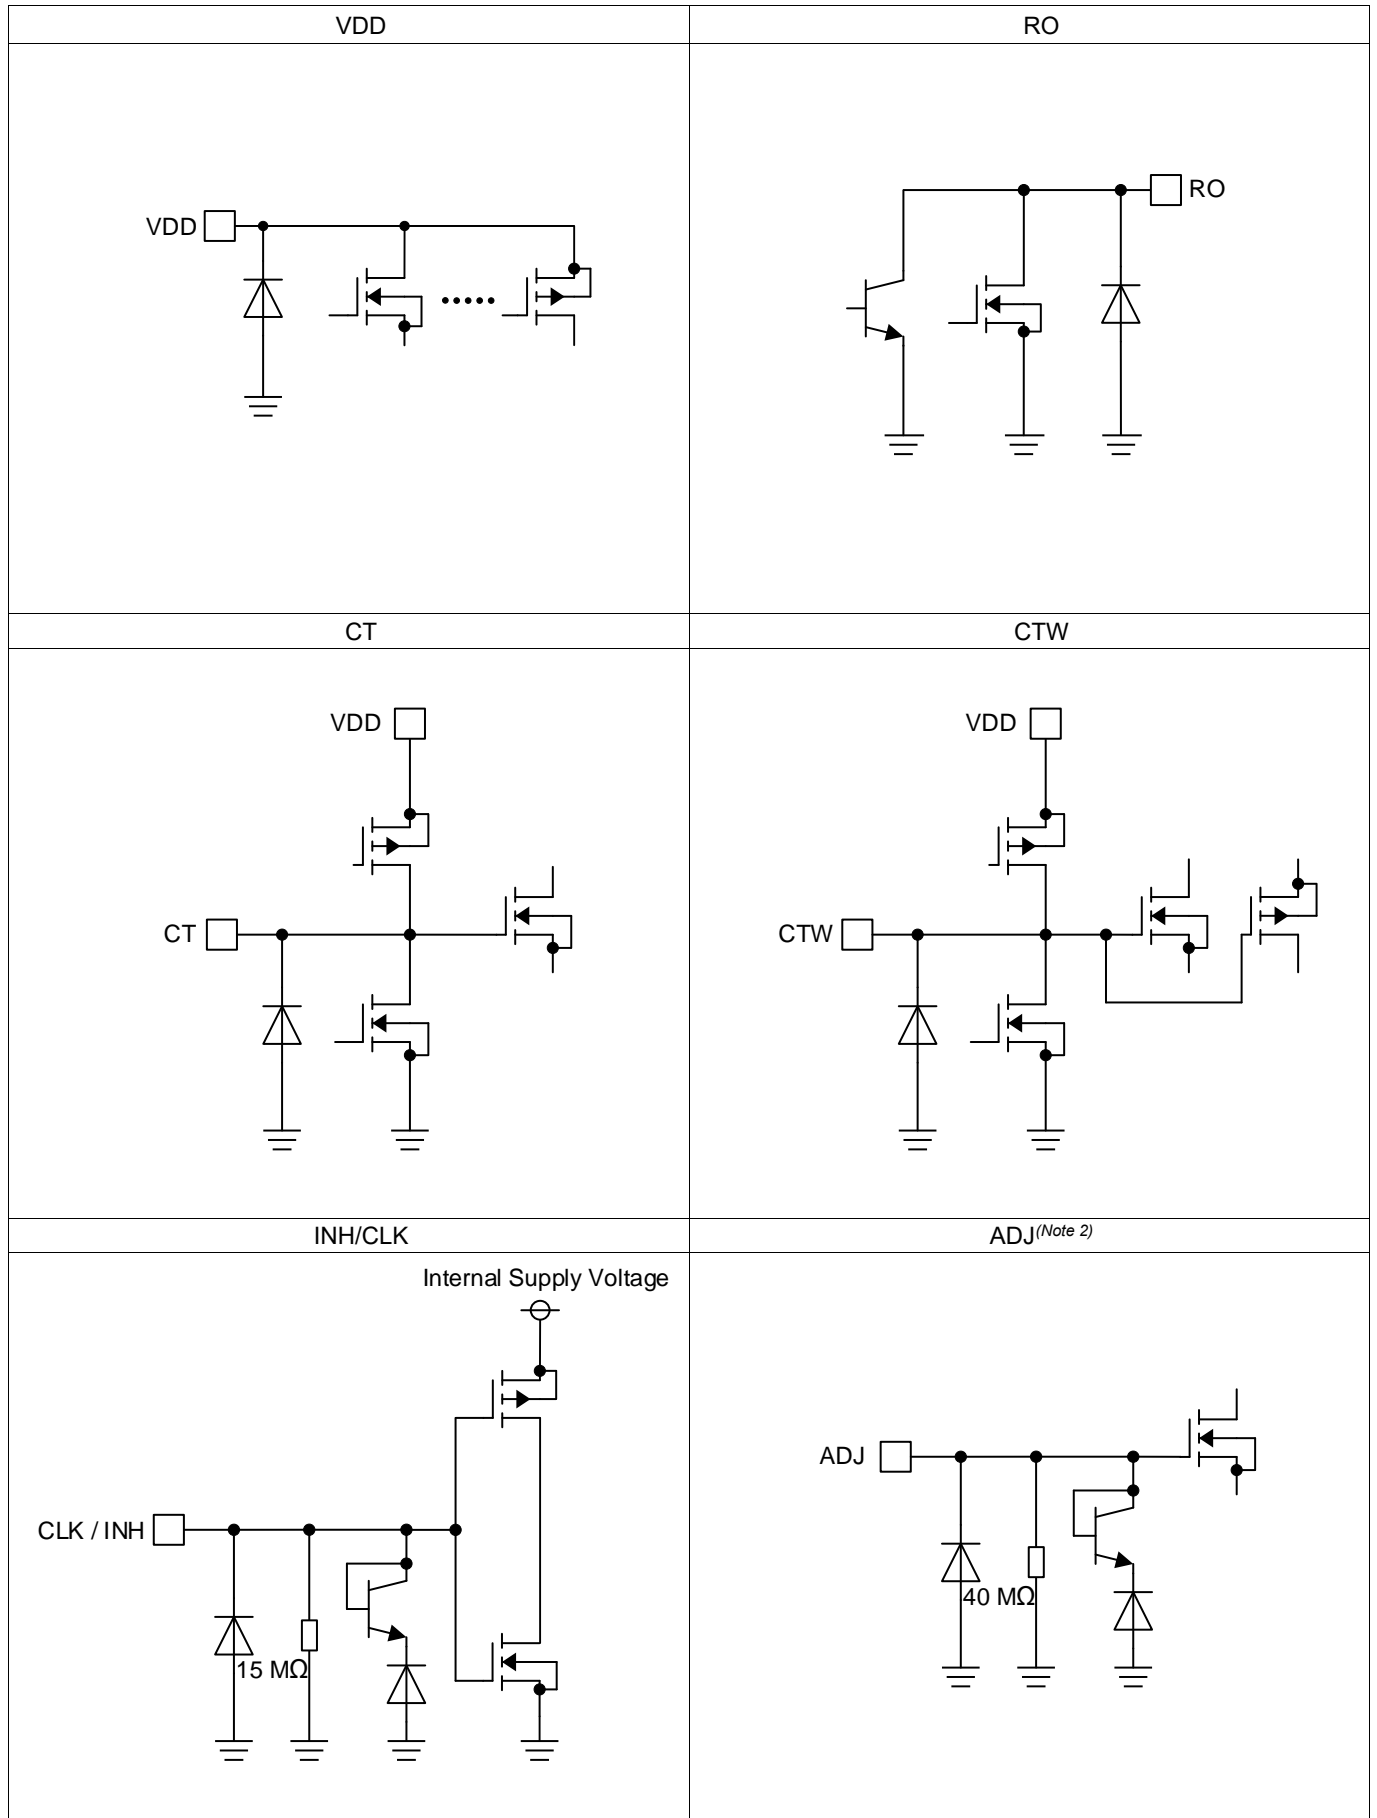 VDD
RO
VDD
RO
CT
CTW
VDD
VDD
CT
CTW
INH/CLK
ADJ(Note 2)
Internal Supply Voltage
ADJ
CLK / INH
40 MΩ
15 MΩ